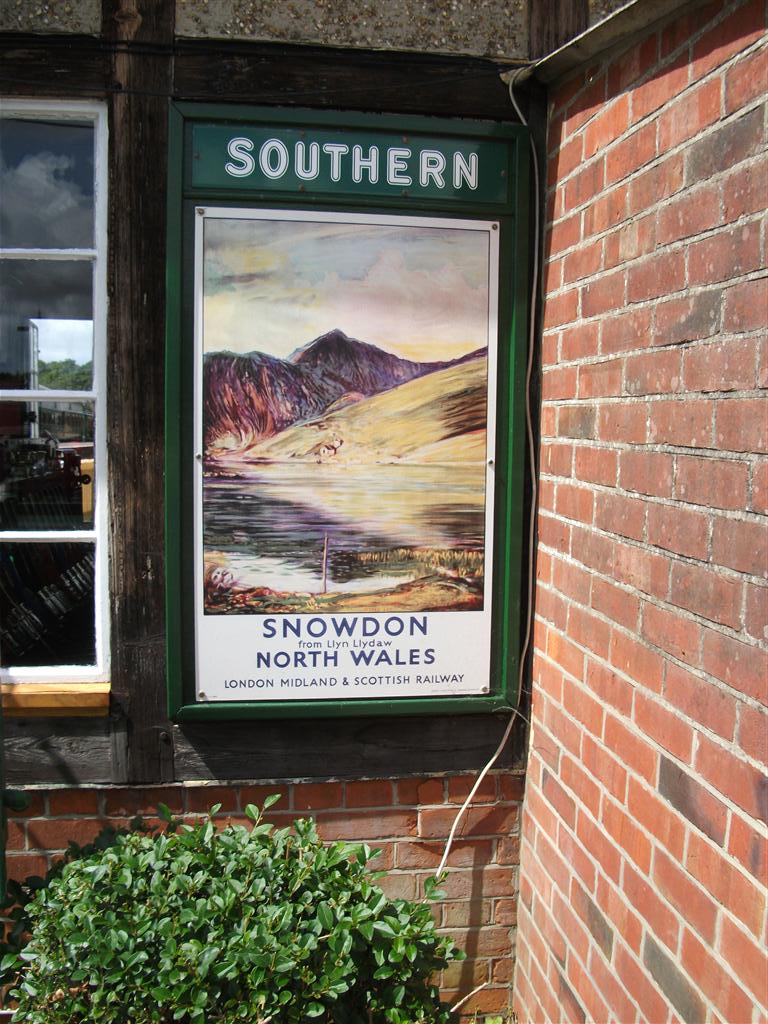 SOUTHERN
SNOWDON
from Llyn Llydaw
NORTH WALES
LONDON MIDLAND & SCOTTISH RAILWAY